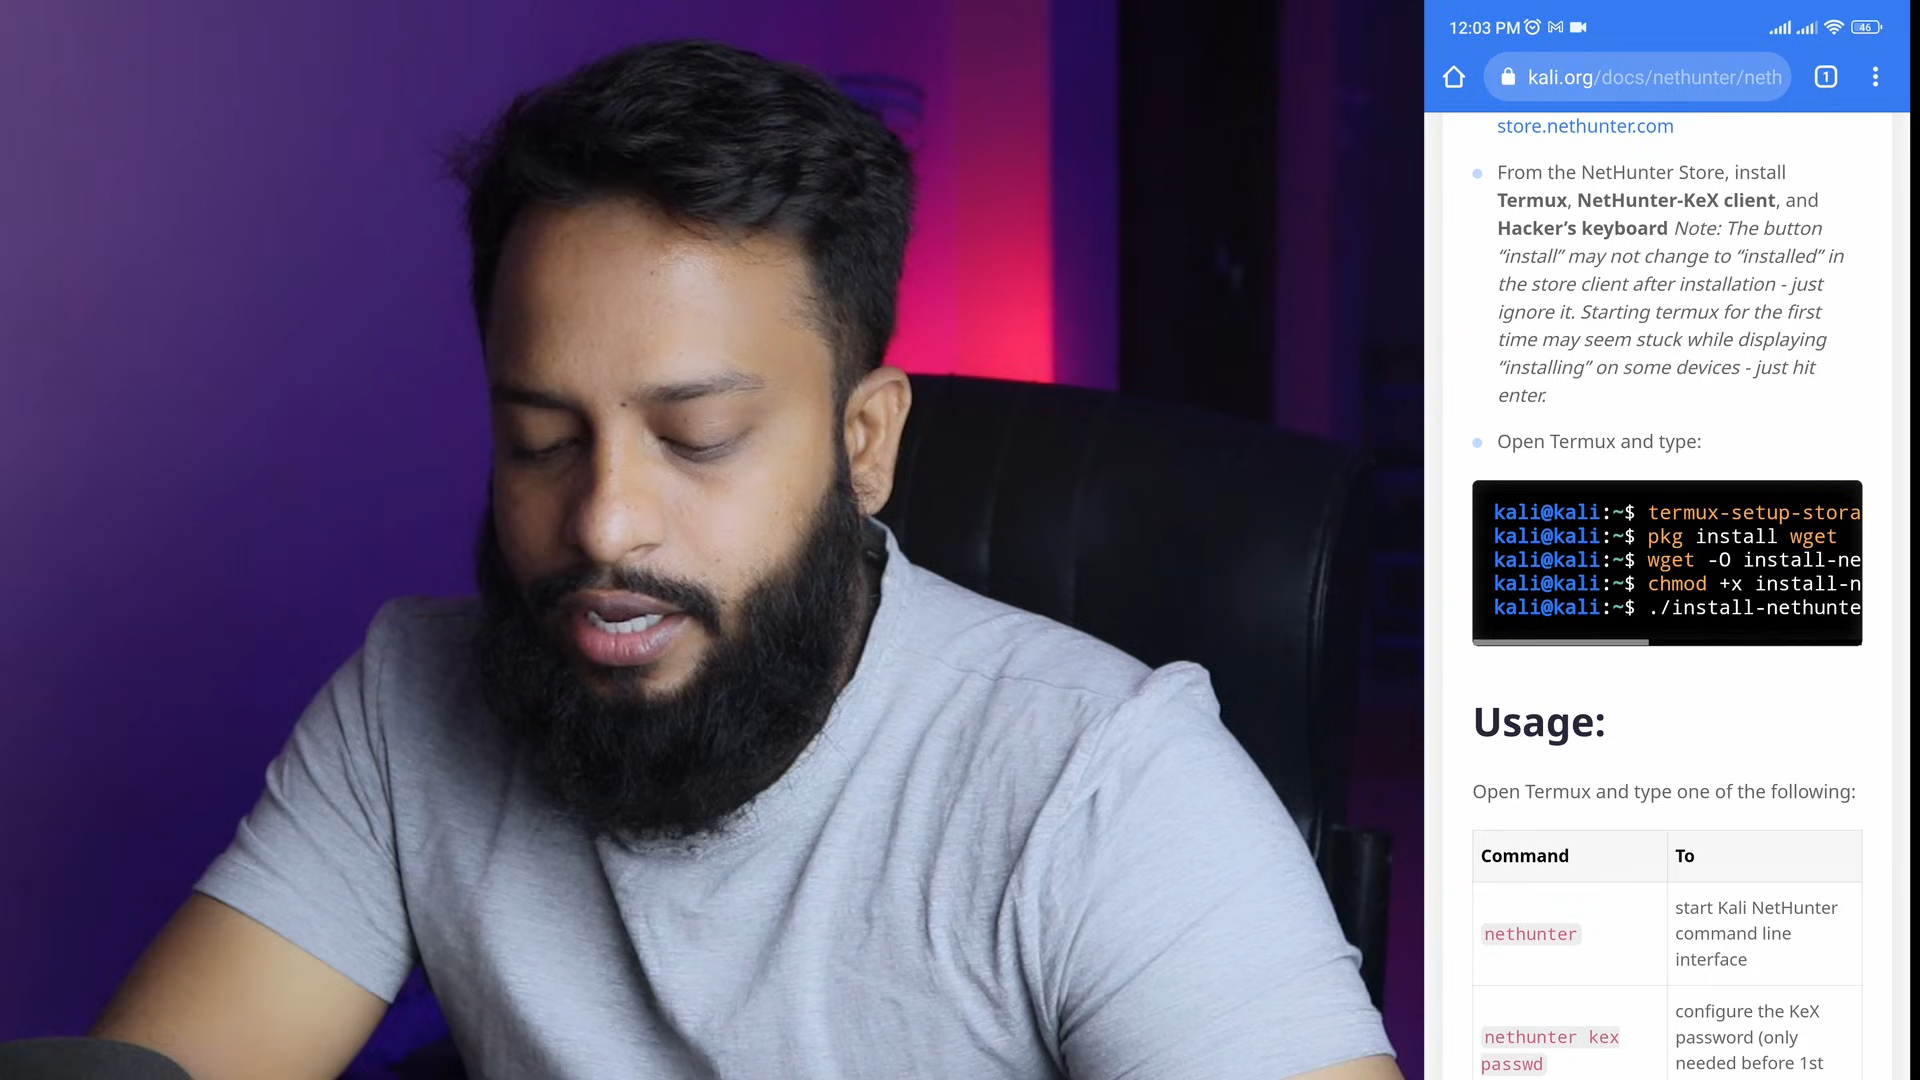 12:03 PM
46
kali.org/docs/nethunter/neth
1
store.nethunter.com
From the NetHunter Store, install
Termux, NetHunter-KeX client, and
Hacker’s keyboard Note: The button
“install” may not change to “installed” in
the store client after installation - just
ignore it. Starting termux for the first
time may seem stuck while displaying
“installing” on some devices - just hit
enter.
Open Termux and type:
kali@kali:~$ termux-setup-stora
kali@kali:~$ pkg install wget
kali@kali:~$ wget -O install-ne
kali@kali:~$ chmod +x install-n
kali@kali:~$ ./install-nethunte
Usage:
Open Termux and type one of the following:
Command To
nethunter
start Kali NetHunter
command line
interface
nethunter kex
passwd
configure the KeX
password (only
needed before 1st